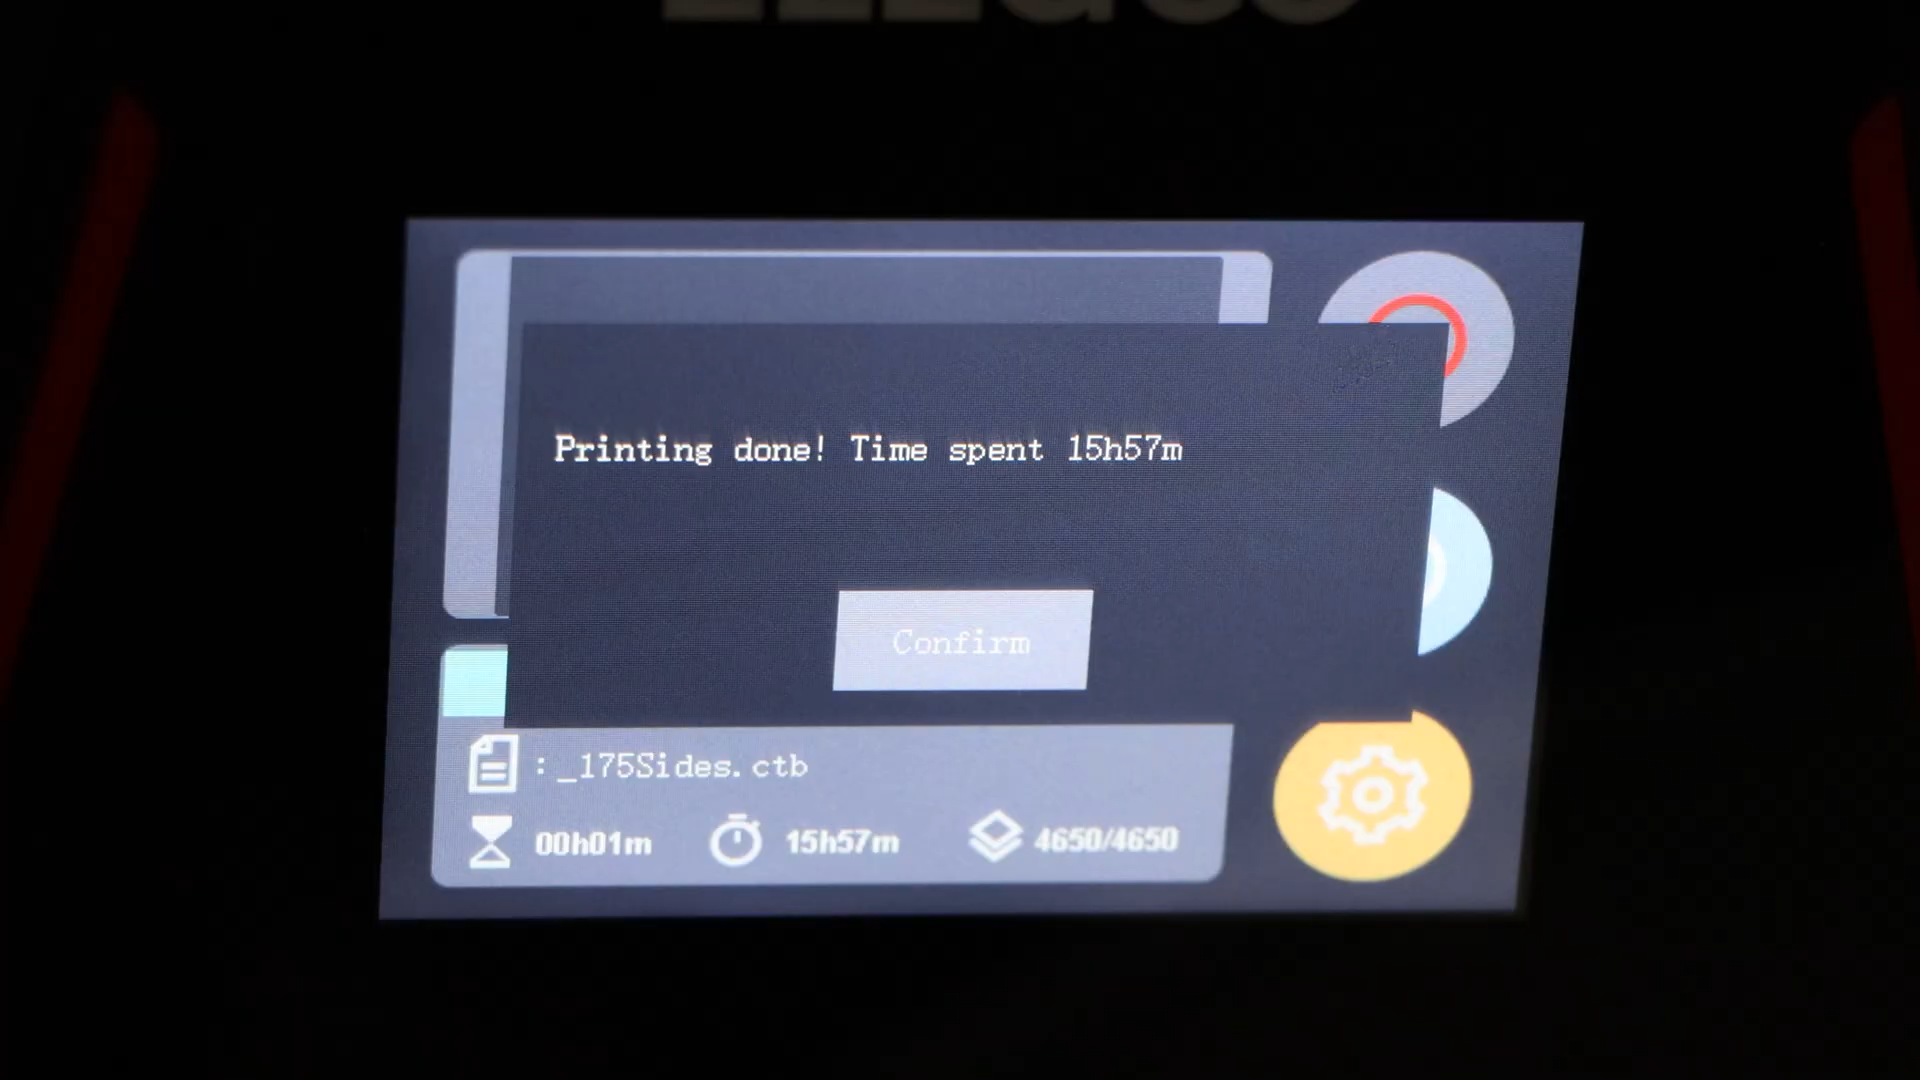 Printing done! Time spent 15h57m
Confirm
:_175Sides.ctb
00h01m 15h57m 4650/4650